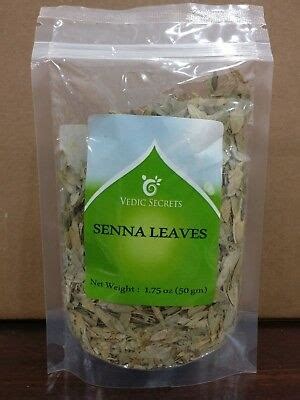 VEDIC SECRETS
SENNA LEAVES
Net Weight : 1.75 oz (50 gm)